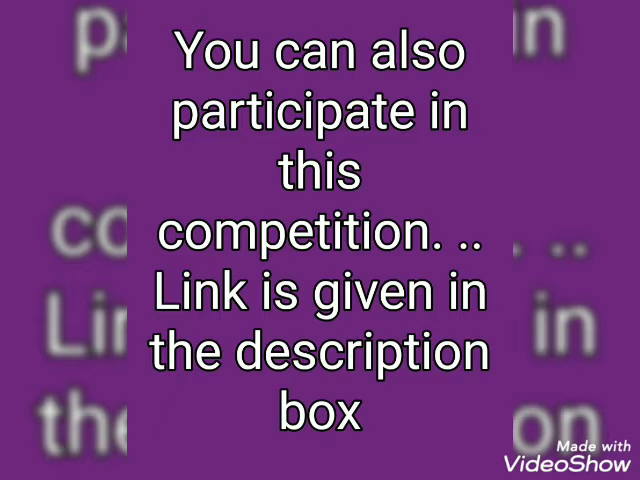 You can also
participate in
this
competition. ..
Link is given in
the description
box
Made with
VideoShow